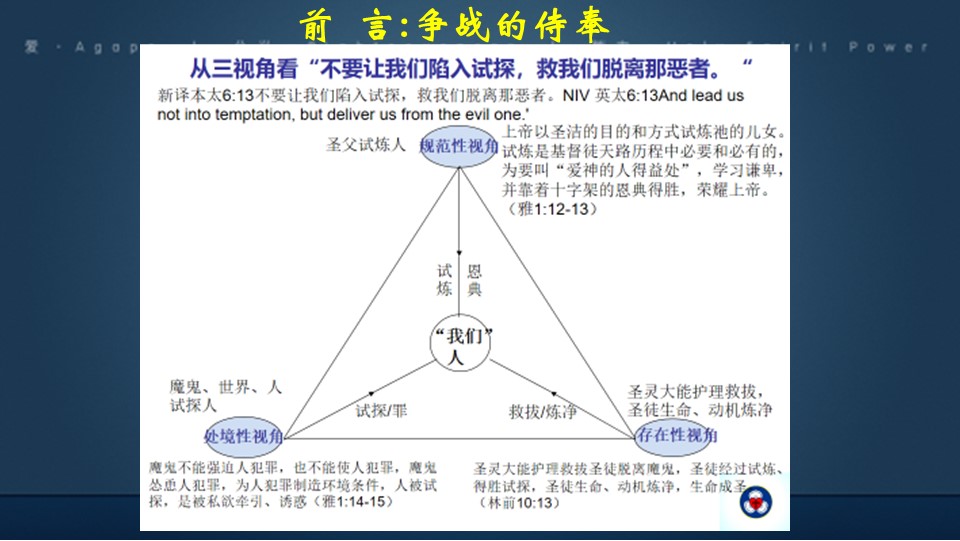 前 言:争战的侍奉
从三视角看“不要让我们陷入试探，救我们脱离那恶者。“
新译本太6:13不要让我们陷入试探，救我们脱离那恶者。NIV 英太6:13And lead us
not into temptation, but deliver us from the evil one.'
圣父试炼人
规范性视角
上帝以圣洁的目的和方式试炼祂的儿女。
试炼是基督徒天路历程中必要和必有的，
为要叫“爱神的人得益处”，学习谦卑，
并靠着十字架的恩典得胜，荣耀上帝。
（雅1:12-13）
试炼
恩典
“我们”
人
魔鬼、世界、人
试探人
试探/罪
救拔/炼净
圣灵大能护理救拔，
圣徒生命、动机炼净
处境性视角
存在性视角
魔鬼不能强迫人犯罪，也不能使人犯罪，魔鬼
怂恿人犯罪，为人犯罪制造环境条件，人被试
探，是被私欲牵引、诱惑（雅1:14-15）
圣灵大能护理救拔圣徒脱离魔鬼，圣徒经过试炼、
得胜试探，圣徒生命、动机炼净，生命成圣。
（林前10:13）